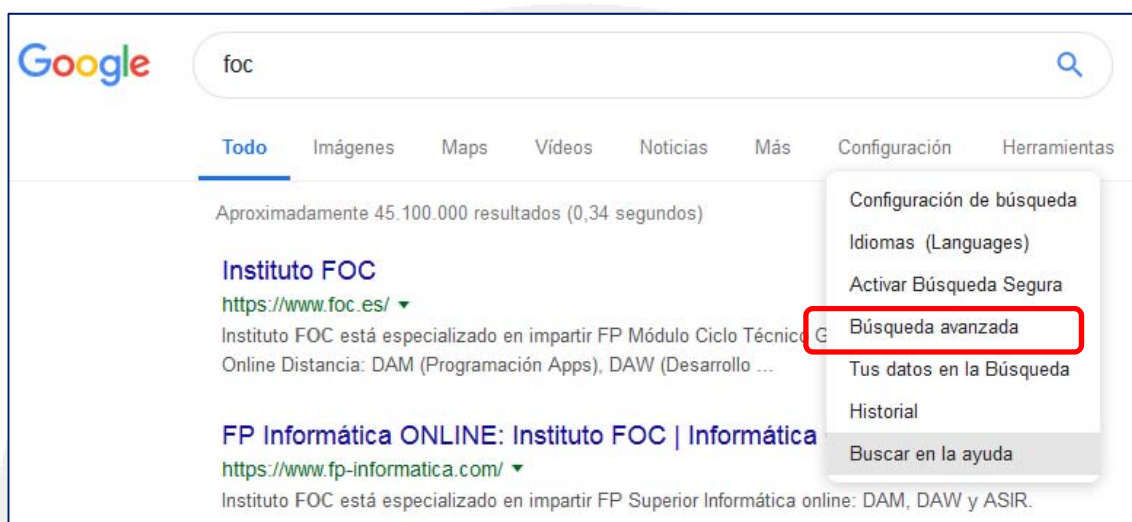 Google
foc
Todo Imágenes Maps Vídeos Noticias Más Configuración Herramientas
Aproximadamente 45.100.000 resultados (0,34 segundos)
Configuración de búsqueda
Idiomas (Languages)
Activar Búsqueda Segura
Búsqueda avanzada
Tus datos en la Búsqueda
Historial
Buscar en la ayuda
Instituto FOC
https://www.foc.es/
Instituto FOC está especializado en impartir FP Módulo Ciclo Técnico G
Online Distancia: DAM (Programación Apps), DAW (Desarrollo ...
FP Informática ONLINE: Instituto FOC | Informática
https://www.fp-informatica.com/
Instituto FOC está especializado en impartir FP Superior Informática online: DAM, DAW y ASIR.